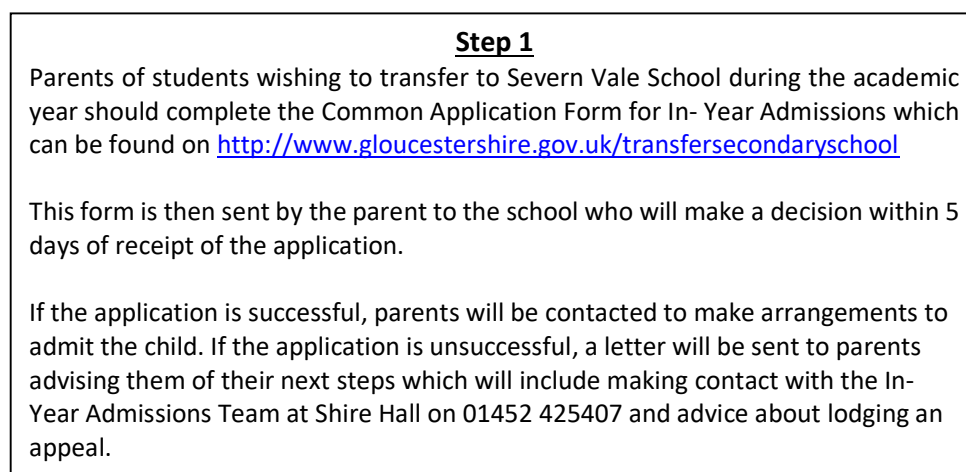 Step 1
Parents of students wishing to transfer to Severn Vale School during the academic
year should complete the Common Application Form for In- Year Admissions which
can be found on http://www.gloucestershire.gov.uk/transfersecondaryschool
This form is then sent by the parent to the school who will make a decision within 5
days of receipt of the application.
If the application is successful, parents will be contacted to make arrangements to
admit the child. If the application is unsuccessful, a letter will be sent to parents
advising them of their next steps which will include making contact with the In-
Year Admissions Team at Shire Hall on 01452 425407 and advice about lodging an
appeal.